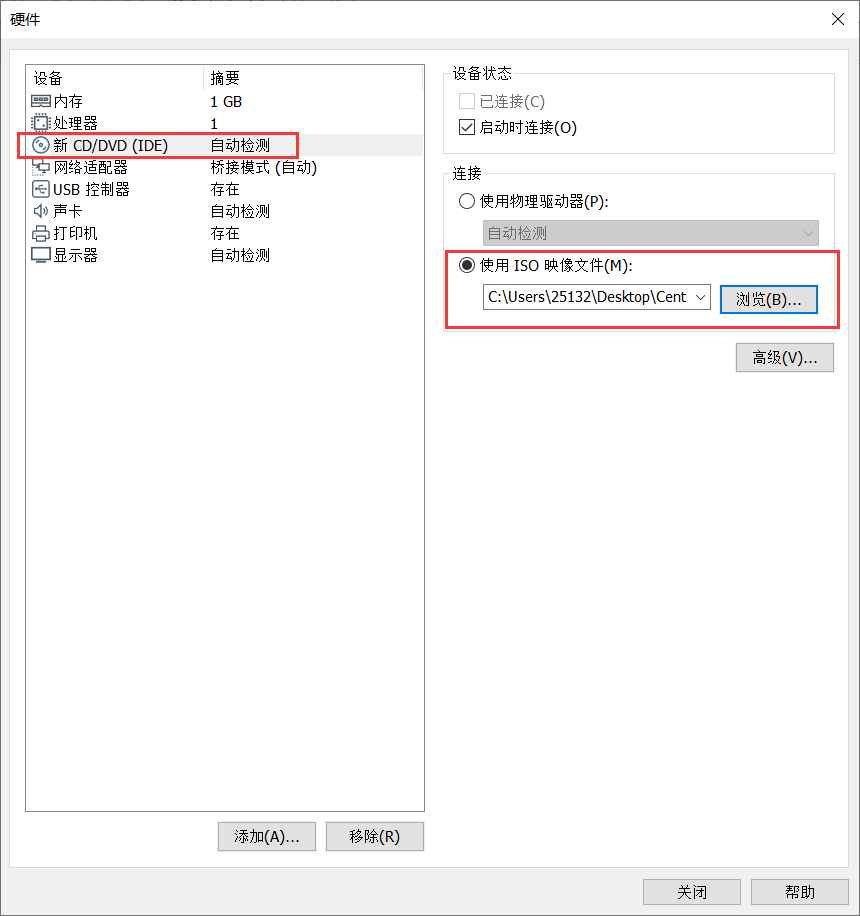 硬件
设备 摘要
内存 1 GB
处理器 1
新 CD/DVD (IDE) 自动检测
网络适配器 桥接模式 (自动)
USB 控制器 存在
声卡 自动检测
打印机 存在
显示器 自动检测
添加(A)... 移除(R)
设备状态
已连接(C)
启动时连接(O)
连接
使用物理驱动器(P):
自动检测
使用 ISO 映像文件(M):
C:\Users\25132\Desktop\Cent 浏览(B)...
高级(V)...
关闭 帮助